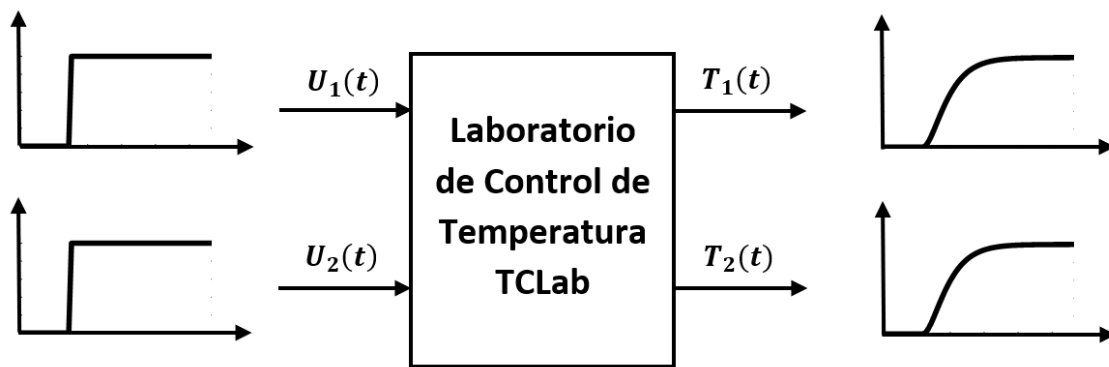 U₁(t)
T₁(t)
Laboratorio
de Control de
Temperatura
TCLab
U₂(t)
T₂(t)